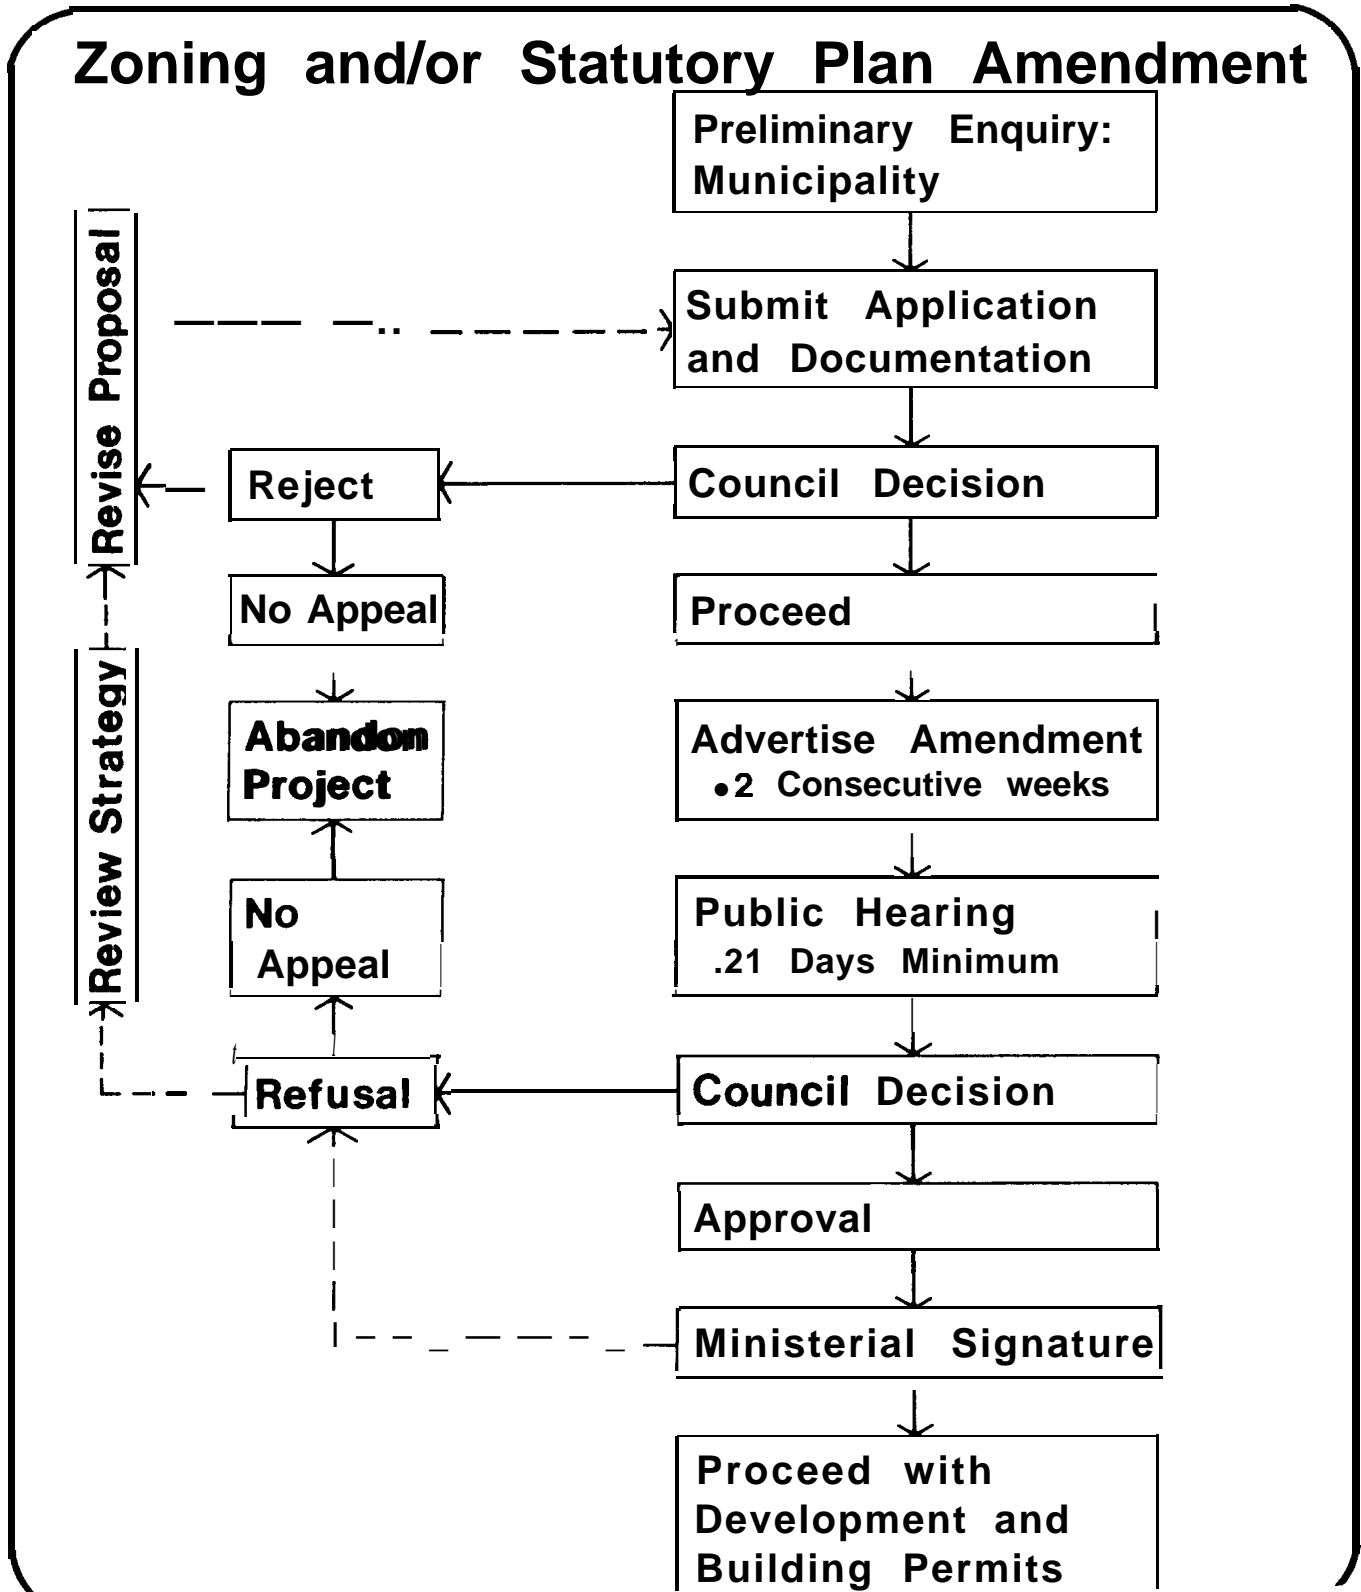 Zoning and/or Statutory Plan Amendment
Preliminary Enquiry:
Municipality
Revise Proposal
Submit Application
and Documentation
Reject
Council Decision
No Appeal
Proceed
Review Strategy
Abandon
Project
Advertise Amendment
•2 Consecutive weeks
No
Appeal
Public Hearing
.21 Days Minimum
Refusal
Council Decision
Approval
Ministerial Signature
Proceed with
Development and
Building Permits